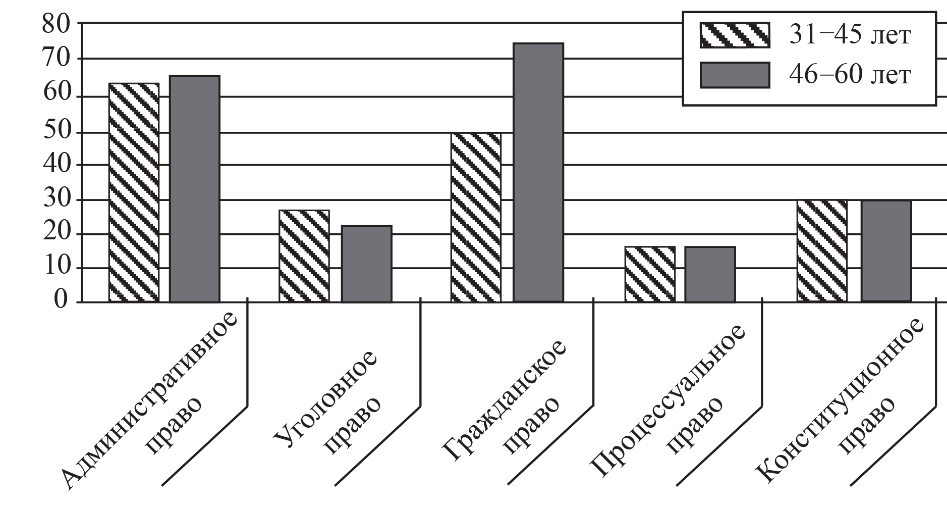 80
70
60
50
40
30
20
10
0
31–45 лет
46–60 лет
Административное
право
Уголовное
право
Гражданское
право
Процессуальное
право
Конституционное
право